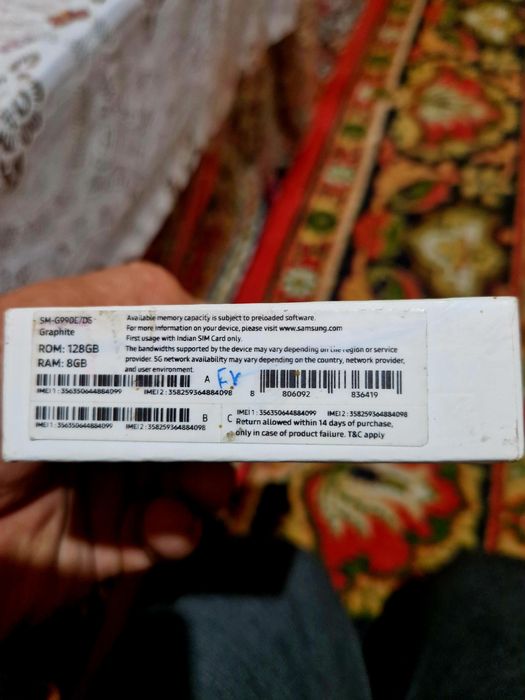 SM-G990E/DS
Graphite
ROM: 128GB
RAM: 8GB
Available memory capacity is subject to preloaded software.
For more information on your device, please visit www.samsung.com
First usage with Indian SIM Card only.
The bandwidths supported by the device may vary depending on the region or service
provider. 5G network availability may vary depending on the country, network provider,
and user environment.
A
IMEI 1 : 356350644884099 IMEI 2 : 358259364884098
8 806092 836419
B
IMEI 1 : 356350644884099 IMEI 2 : 358259364884098
C
IMEI 1 : 356350644884099 IMEI 2 : 358259364884098
Return allowed within 14 days of purchase,
only in case of product failure. T&C apply